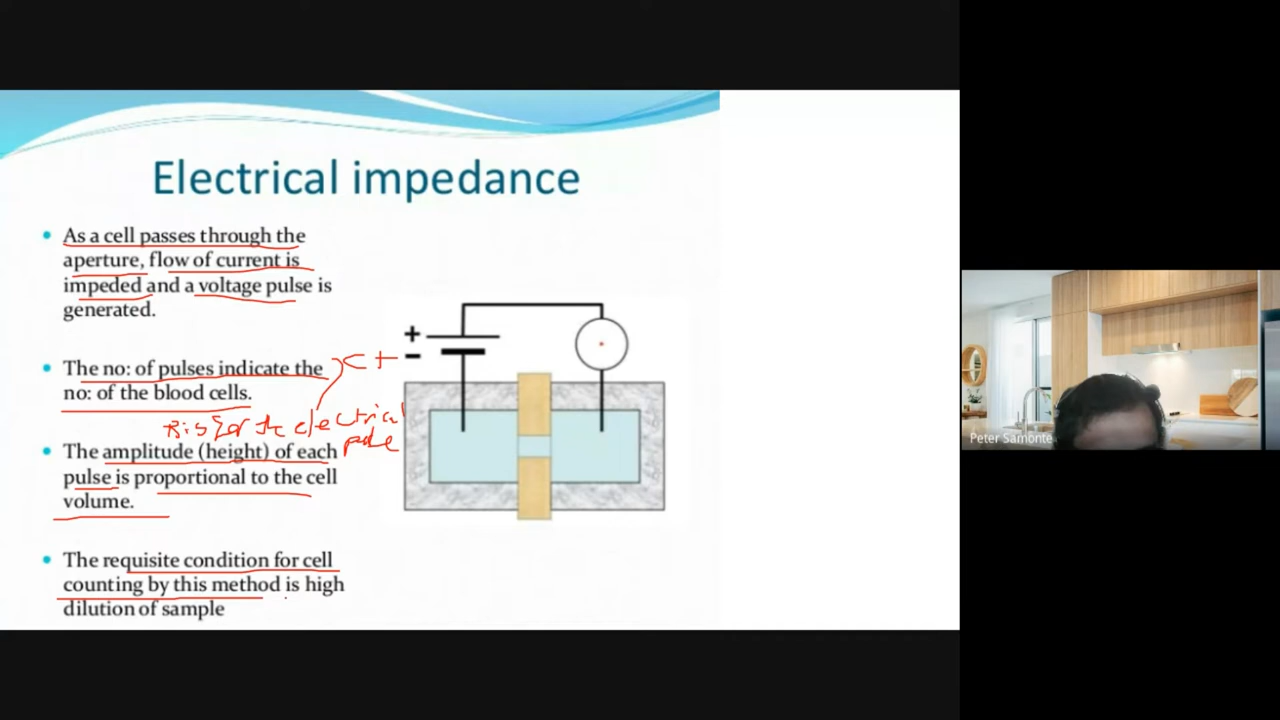 Electrical impedance
• As a cell passes through the
aperture, flow of current is
impeded and a voltage pulse is
generated.
• The no: of pulses indicate the
no: of the blood cells.
the electrical
• The amplitude (height) of each
pulse is proportional to the cell
volume.
• The requisite condition for cell
counting by this method is high
dilution of sample
+
−
Peter Samonte